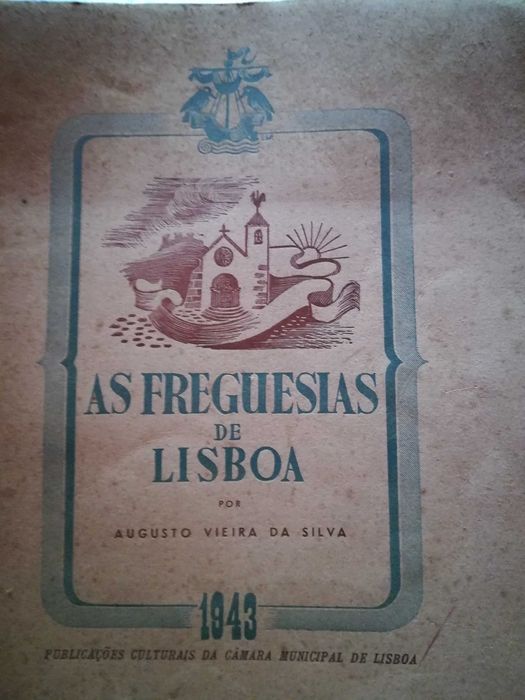 AS FREGUESIAS
DE
LISBOA
POR
AUGUSTO VIEIRA DA SILVA
1943
PUBLICAÇÕES CULTURAIS DA CÂMARA MUNICIPAL DE LISBOA